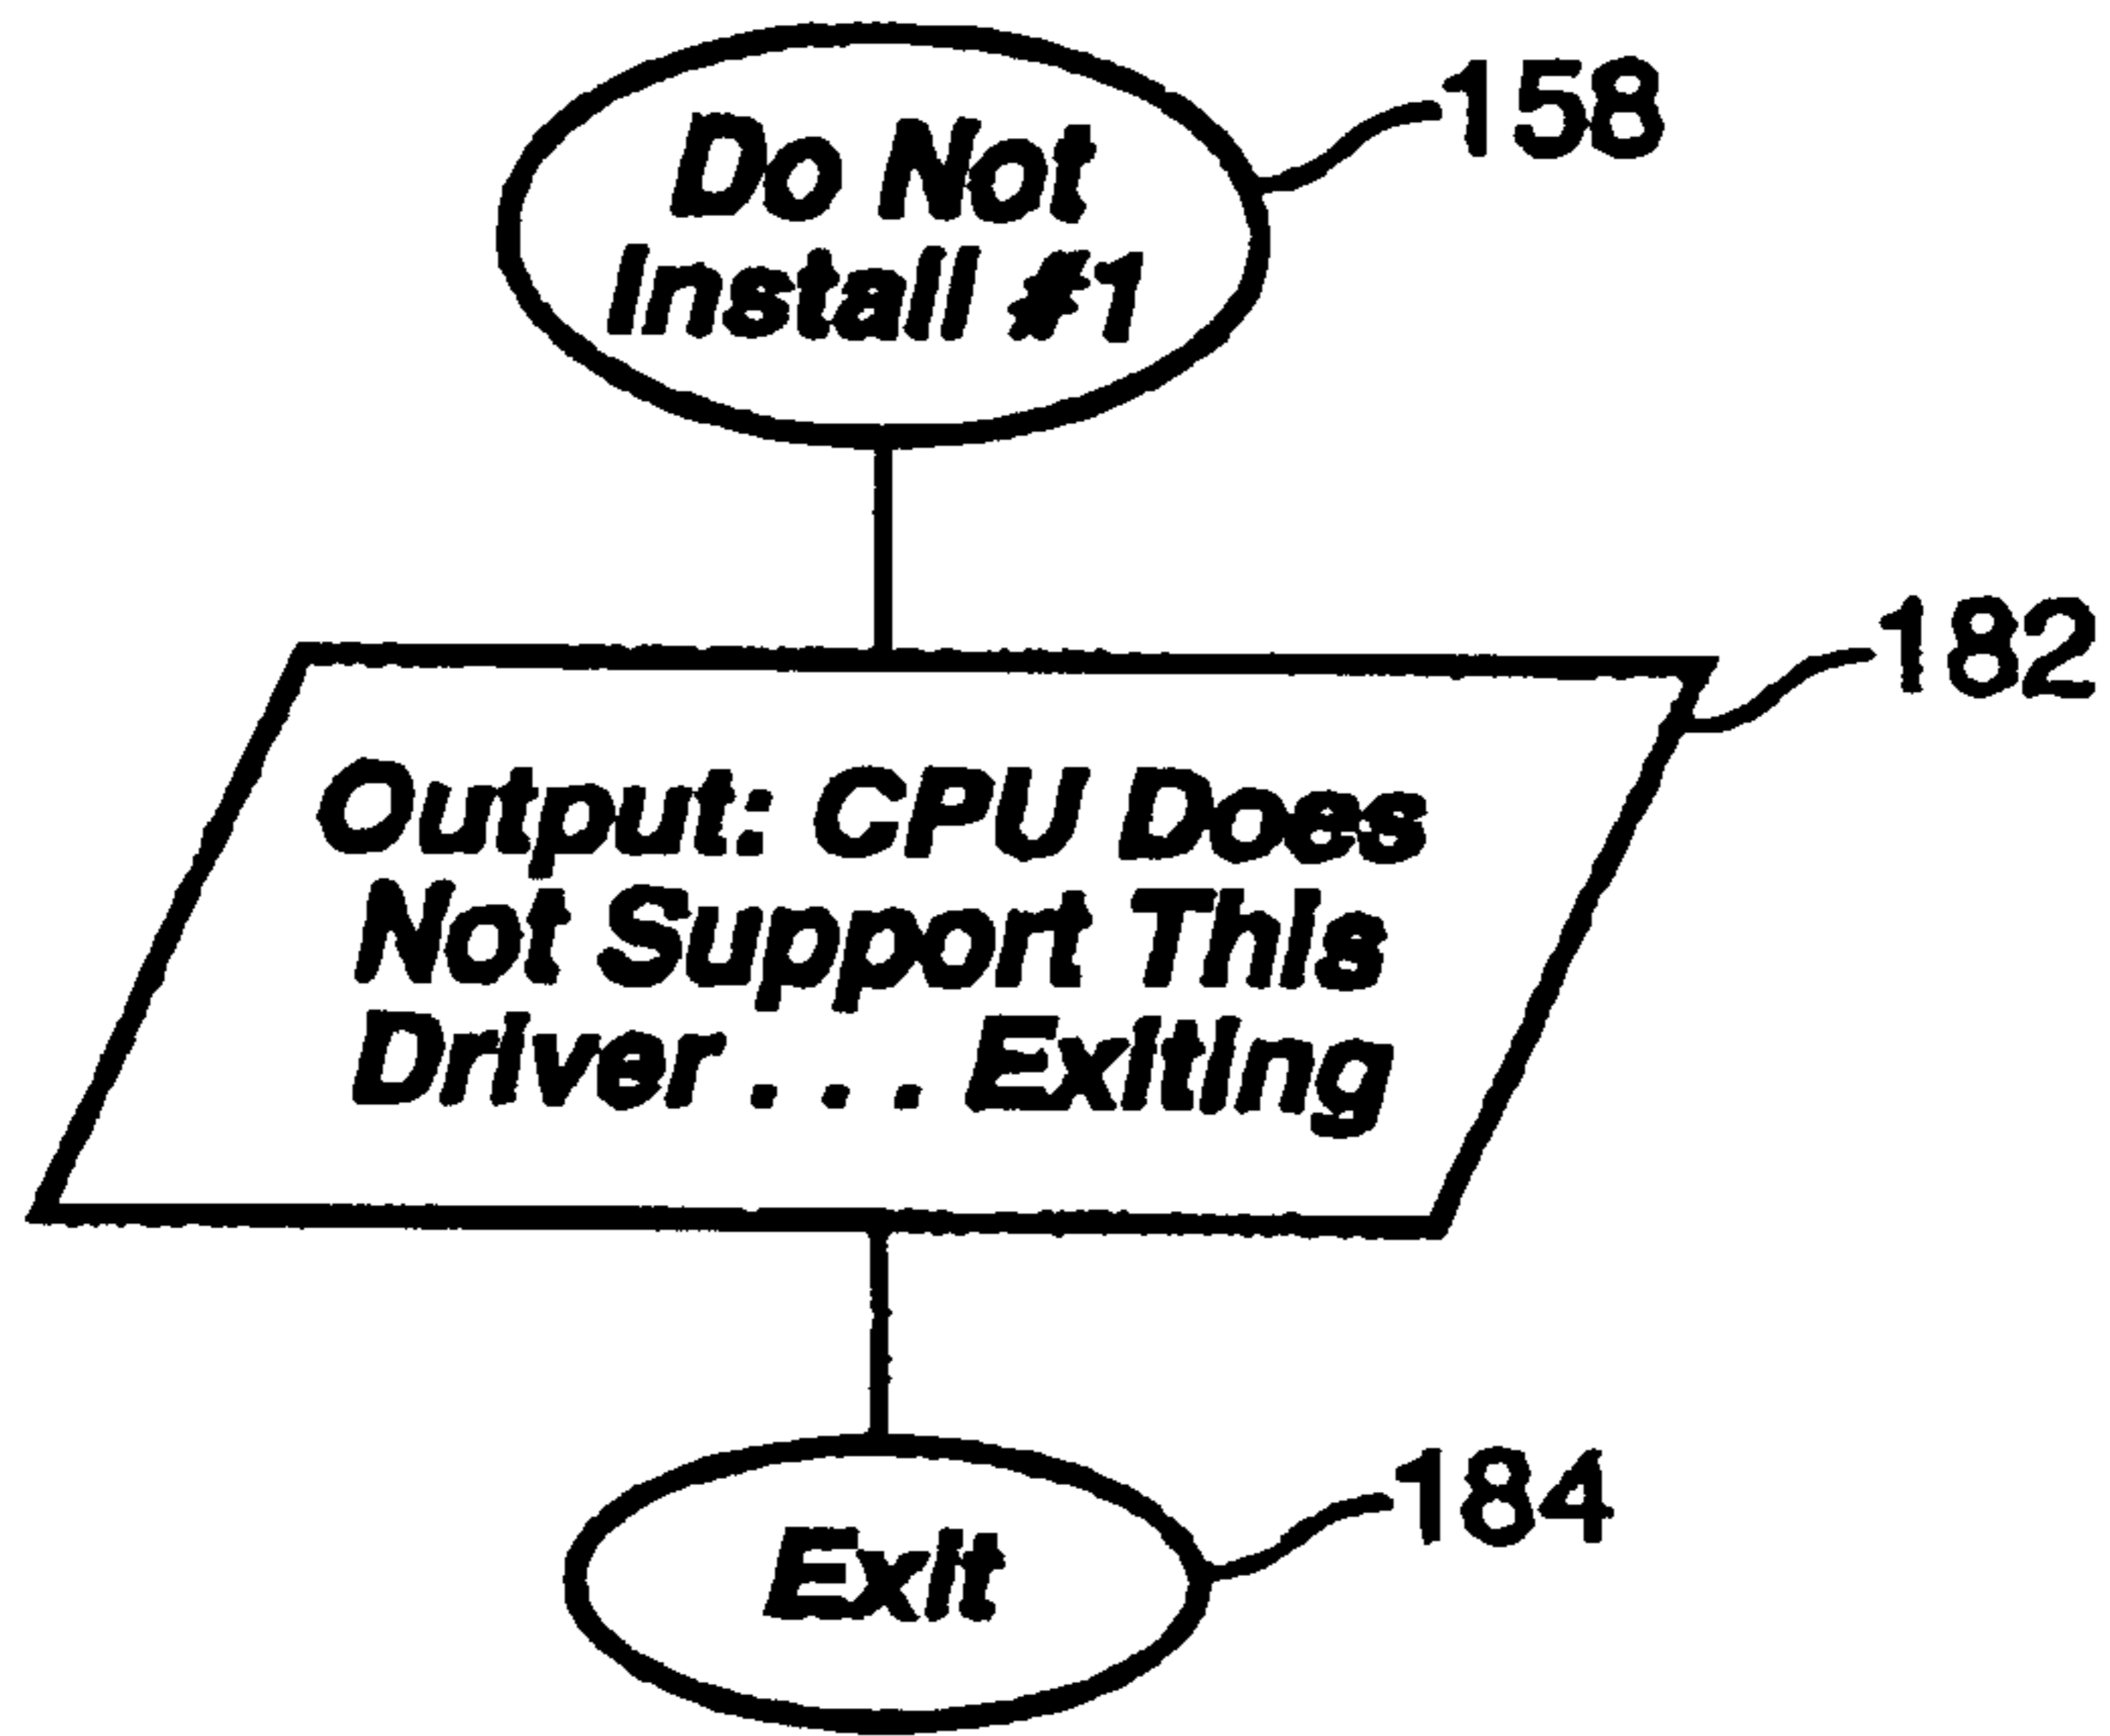 Do Not
Install #1
158
182
Output: CPU Does
Not Support This
Driver . . . Exiting
184
Exit